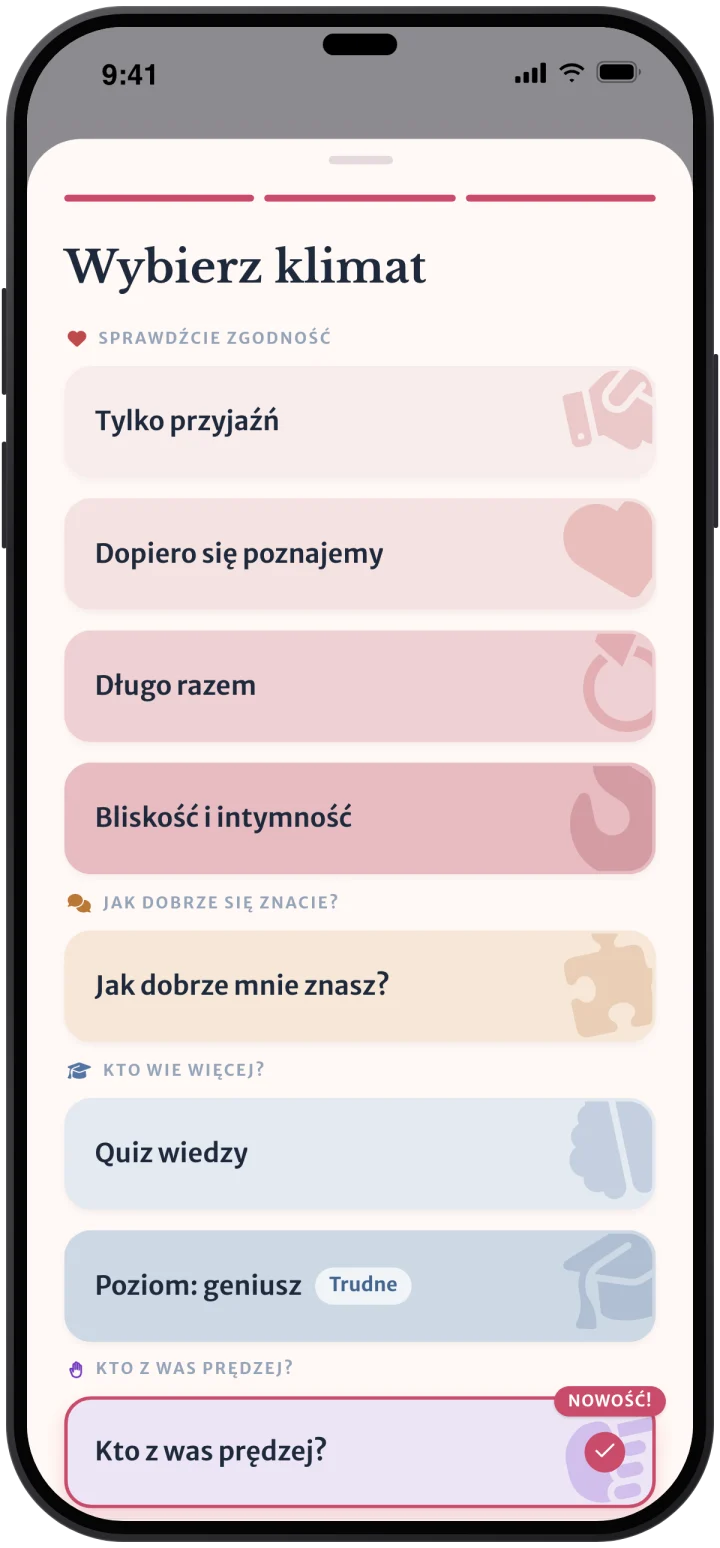 9:41
Wybierz klimat
SPRAWDŹCIE ZGODNOŚĆ
Tylko przyjaźń
Dopiero się poznajemy
Długo razem
Bliskość i intymność
JAK DOBRZE SIĘ ZNACIE?
Jak dobrze mnie znasz?
KTO WIE WIĘCEJ?
Quiz wiedzy
Poziom: geniusz Trudne
KTO Z WAS PRĘDZEJ?
NOWOŚĆ!
Kto z was prędzej?